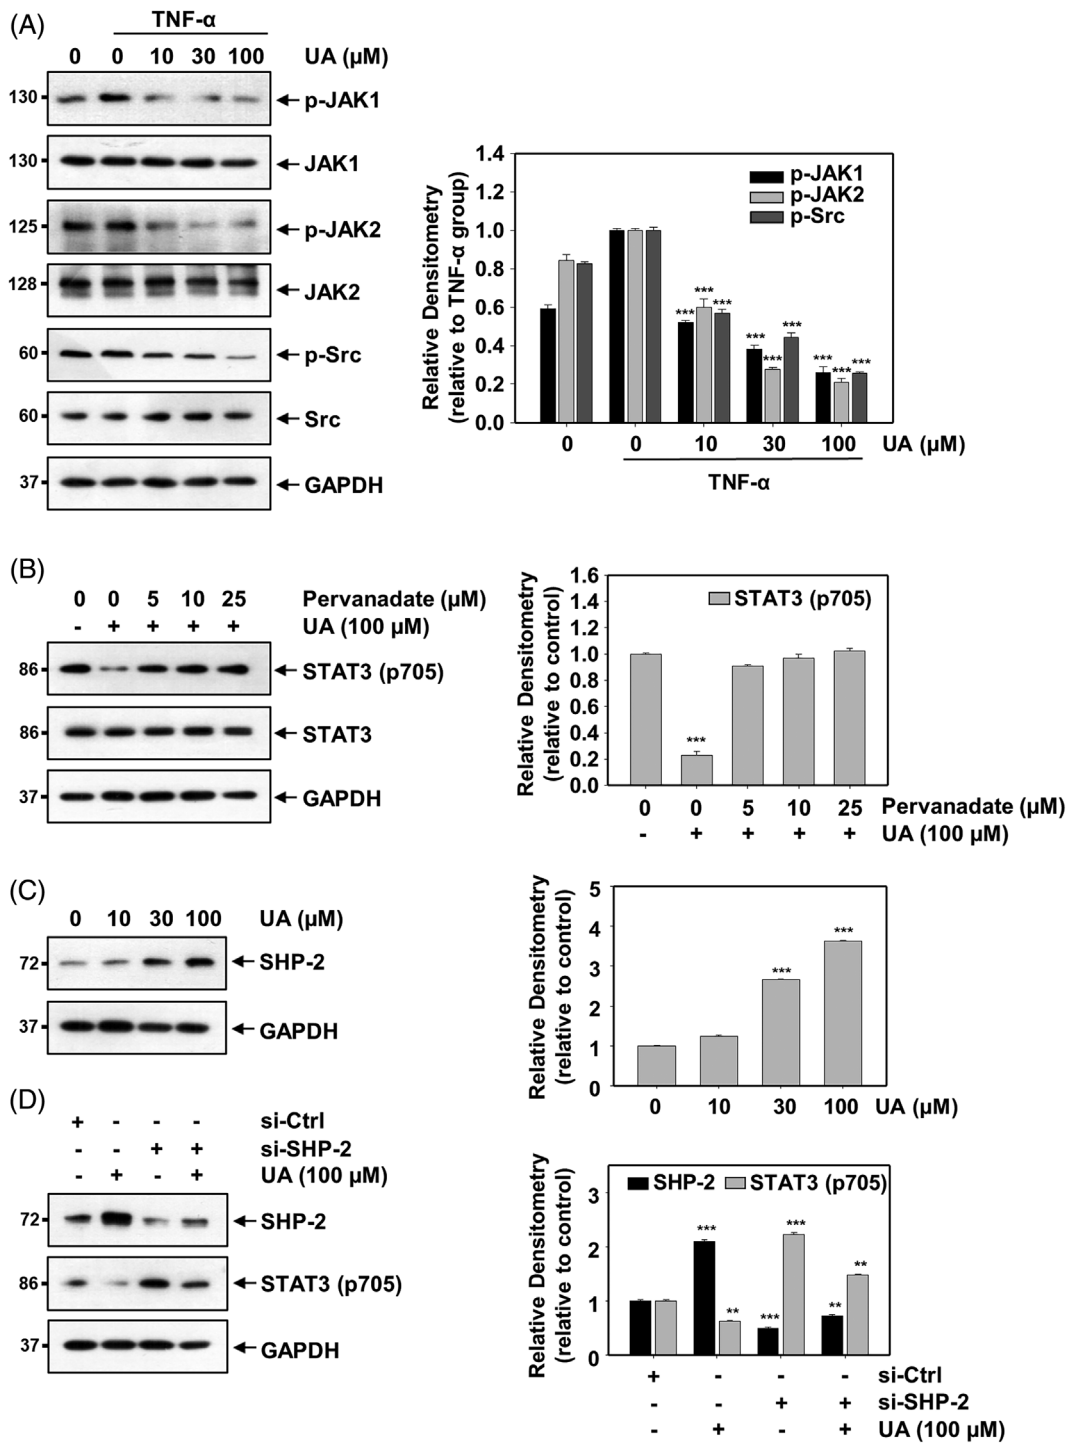 (A)
TNF-α
0 0 10 30 100 UA (μM)
130 p-JAK1
130 JAK1
125 p-JAK2
128 JAK2
60 p-Src
60 Src
37 GAPDH
Relative Densitometry
(relative to TNF-α group)
1.4
1.2
1.0
0.8
0.6
0.4
0.2
0.0
p-JAK1
p-JAK2
p-Src
*** *** ***
*** *** ***
*** *** ***
0 0 10 30 100 UA (μM)
TNF-α
(B)
0 0 5 10 25 Pervanadate (μM)
- + + + + UA (100 μM)
86 STAT3 (p705)
86 STAT3
37 GAPDH
Relative Densitometry
(relative to control)
1.6
1.4
1.2
1.0
0.8
0.6
0.4
0.2
0.0
STAT3 (p705)
***
0 0 5 10 25 Pervanadate (μM)
- + + + + UA (100 μM)
(C)
0 10 30 100 UA (μM)
72 SHP-2
37 GAPDH
Relative Densitometry
(relative to control)
5
4
3
2
1
0
*** ***
0 10 30 100 UA (μM)
(D)
+ - - - si-Ctrl
- - + + si-SHP-2
- + - + UA (100 μM)
72 SHP-2
86 STAT3 (p705)
37 GAPDH
Relative Densitometry
(relative to control)
3
2
1
0
SHP-2 STAT3 (p705)
*** ** *** *** ** **
+ - - - si-Ctrl
- - + + si-SHP-2
- + - + UA (100 μM)